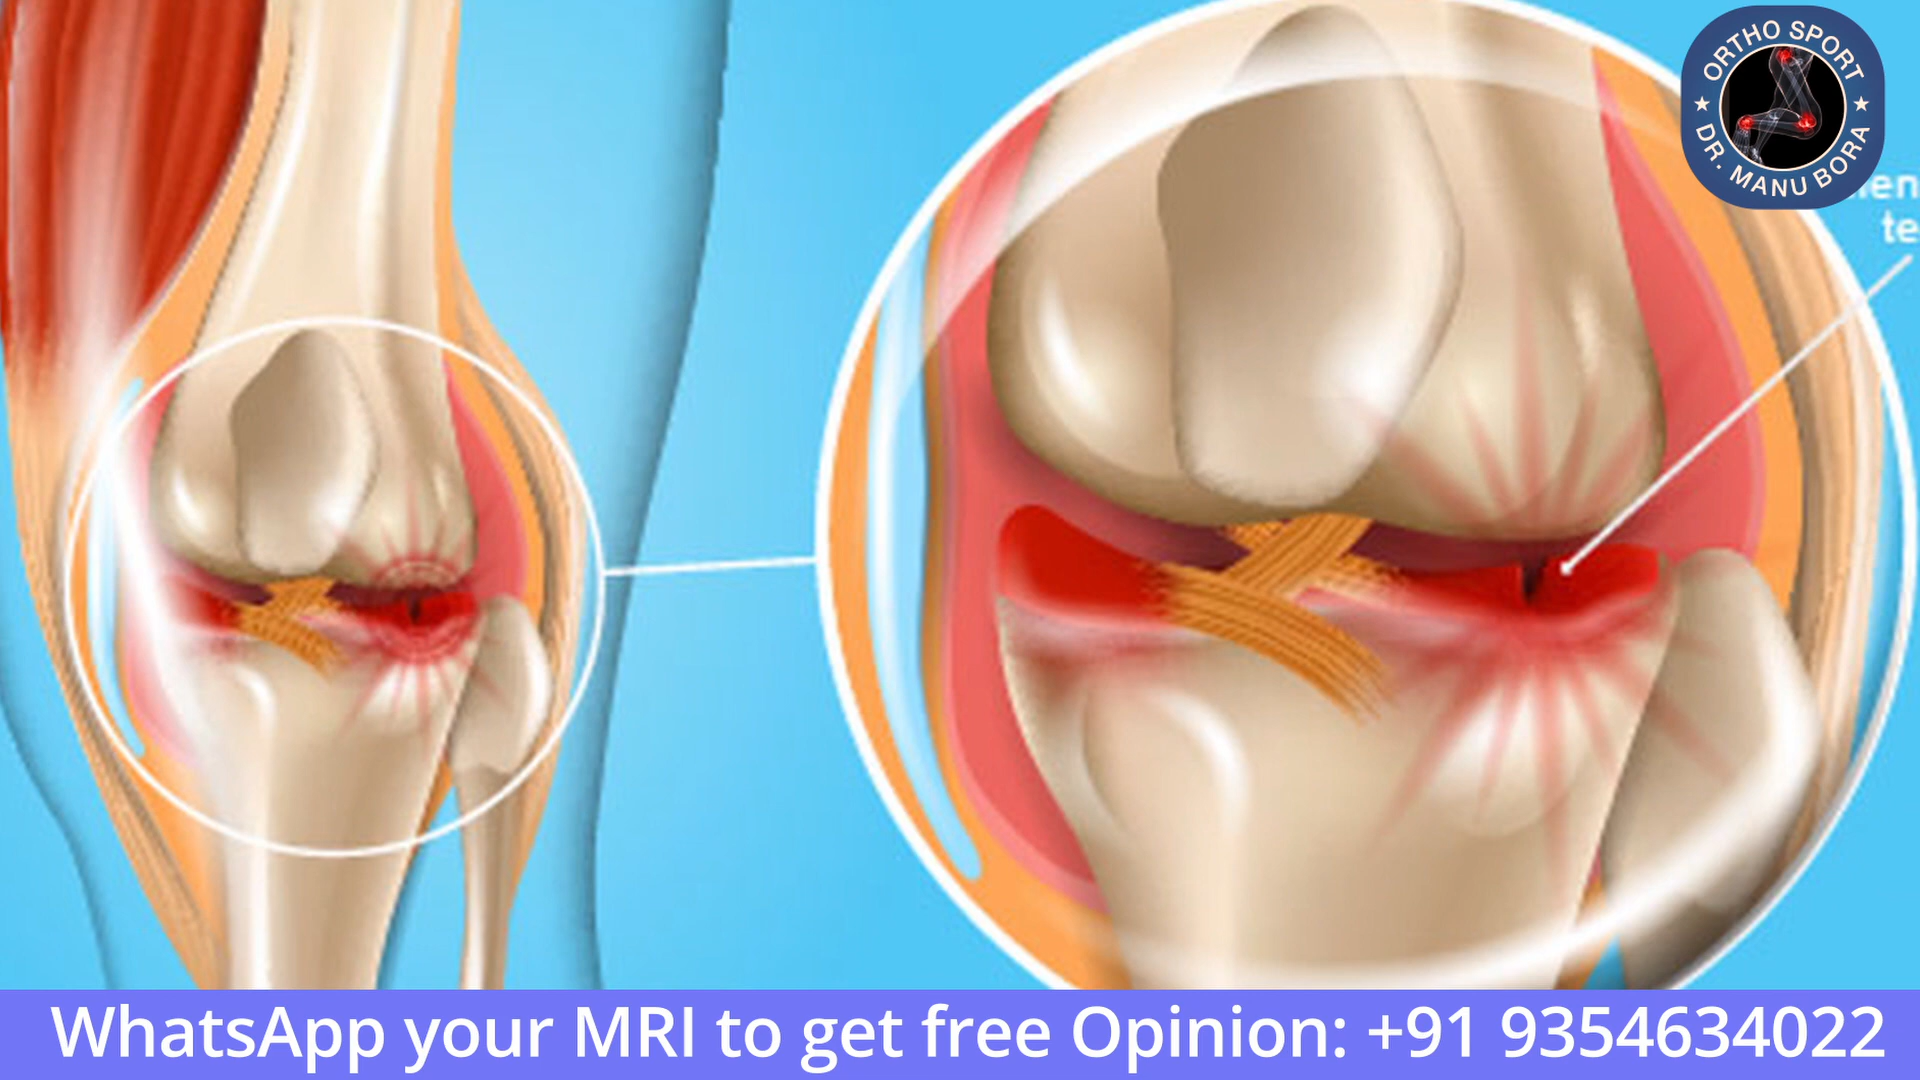 ORTHO SPORT
DR. MANU BORA
WhatsApp your MRI to get free Opinion: +91 9354634022